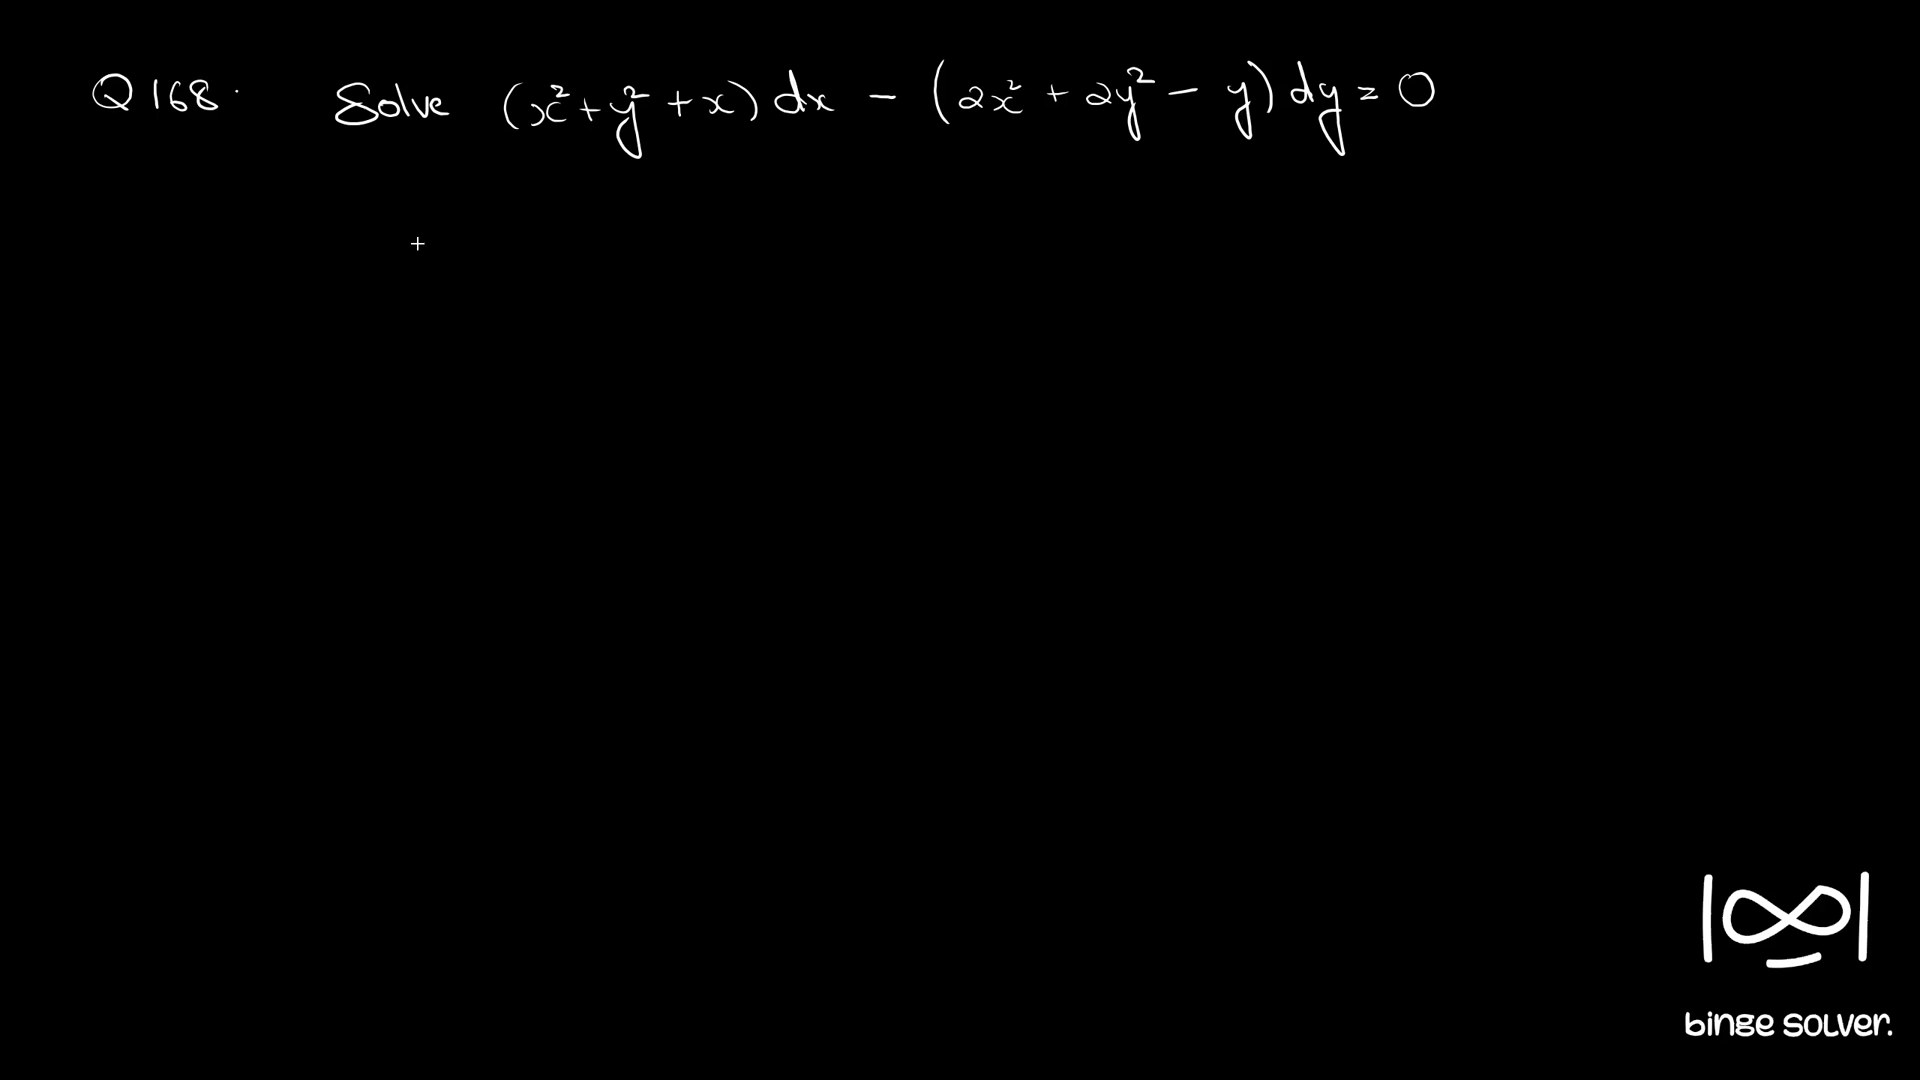 Q 168. Solve (x² + y² + x) dx - (2x² + 2y² - y) dy = 0
binge SOLVER.